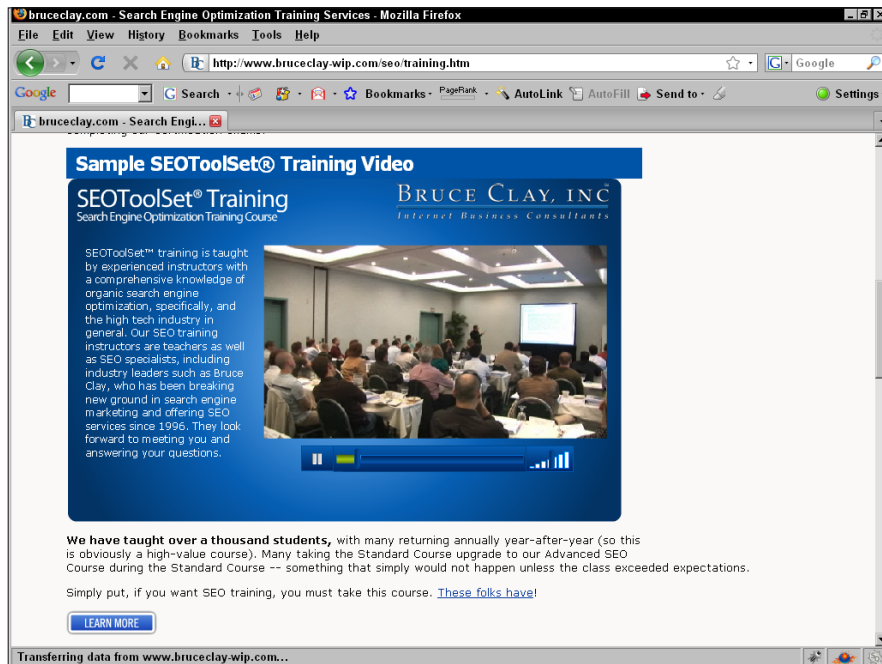 bruceclay.com - Search Engine Optimization Training Services - Mozilla Firefox
File Edit View History Bookmarks Tools Help
http://www.bruceclay-wip.com/seo/training.htm
G Google
Google
G Search
Bookmarks
PageRank
AutoLink
AutoFill
Send to
Settings
bruceclay.com - Search Engi...
Sample SEOToolSet® Training Video
SEOToolSet® Training
Search Engine Optimization Training Course
BRUCE CLAY, INC™
Internet Business Consultants
SEOToolSet™ training is taught
by experienced instructors with
a comprehensive knowledge of
organic search engine
optimization, specifically, and
the high tech industry in
general. Our SEO training
instructors are teachers as well
as SEO specialists, including
industry leaders such as Bruce
Clay, who has been breaking
new ground in search engine
marketing and offering SEO
services since 1996. They look
forward to meeting you and
answering your questions.
We have taught over a thousand students, with many returning annually year-after-year (so this
is obviously a high-value course). Many taking the Standard Course upgrade to our Advanced SEO
Course during the Standard Course -- something that simply would not happen unless the class exceeded expectations.
Simply put, if you want SEO training, you must take this course. These folks have!
LEARN MORE
Transferring data from www.bruceclay-wip.com...